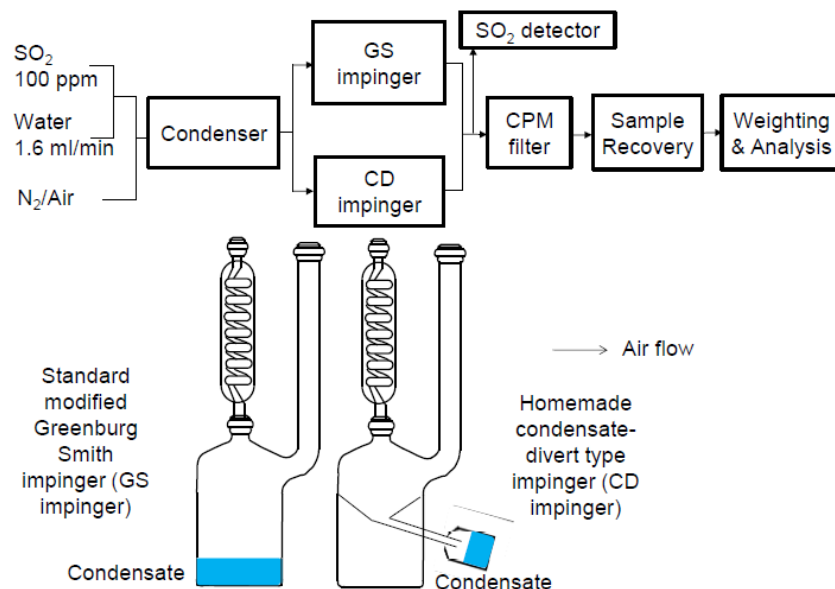 SO2
100 ppm
Water
1.6 ml/min
N2/Air
Condenser
GS
impinger
CD
impinger
SO2 detector
CPM
filter
Sample
Recovery
Weighting
& Analysis
Air flow
Standard
modified
Greenburg
Smith
impinger (GS
impinger)
Homemade
condensate-
divert type
impinger (CD
impinger)
Condensate
Condensate